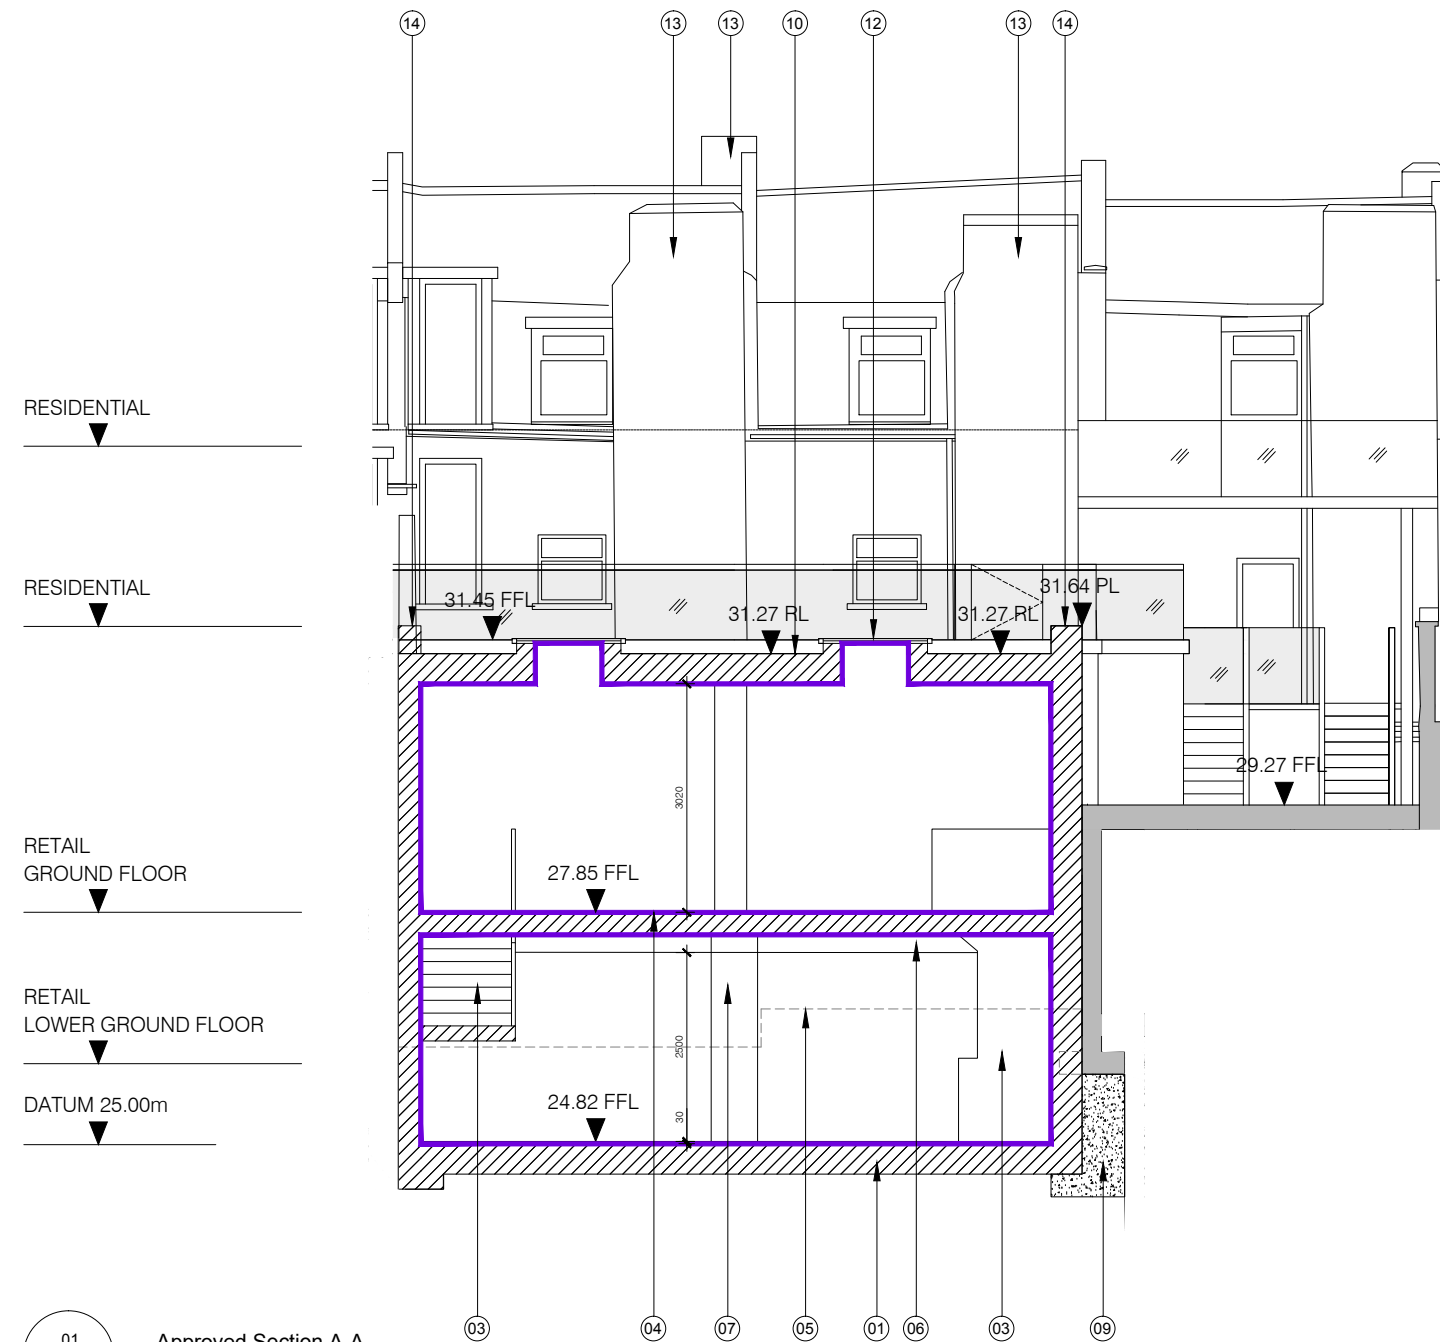 14
13
13
10
12
13
14
RESIDENTIAL
RESIDENTIAL
31.45 FFL
31.27 RL
31.27 RL
31.64 PL
3020
29.27 FFL
RETAIL
GROUND FLOOR
27.85 FFL
RETAIL
LOWER GROUND FLOOR
2500
DATUM 25.00m
24.82 FFL
30
03
04
07
05
01
06
03
09
01
Approved Section A-A